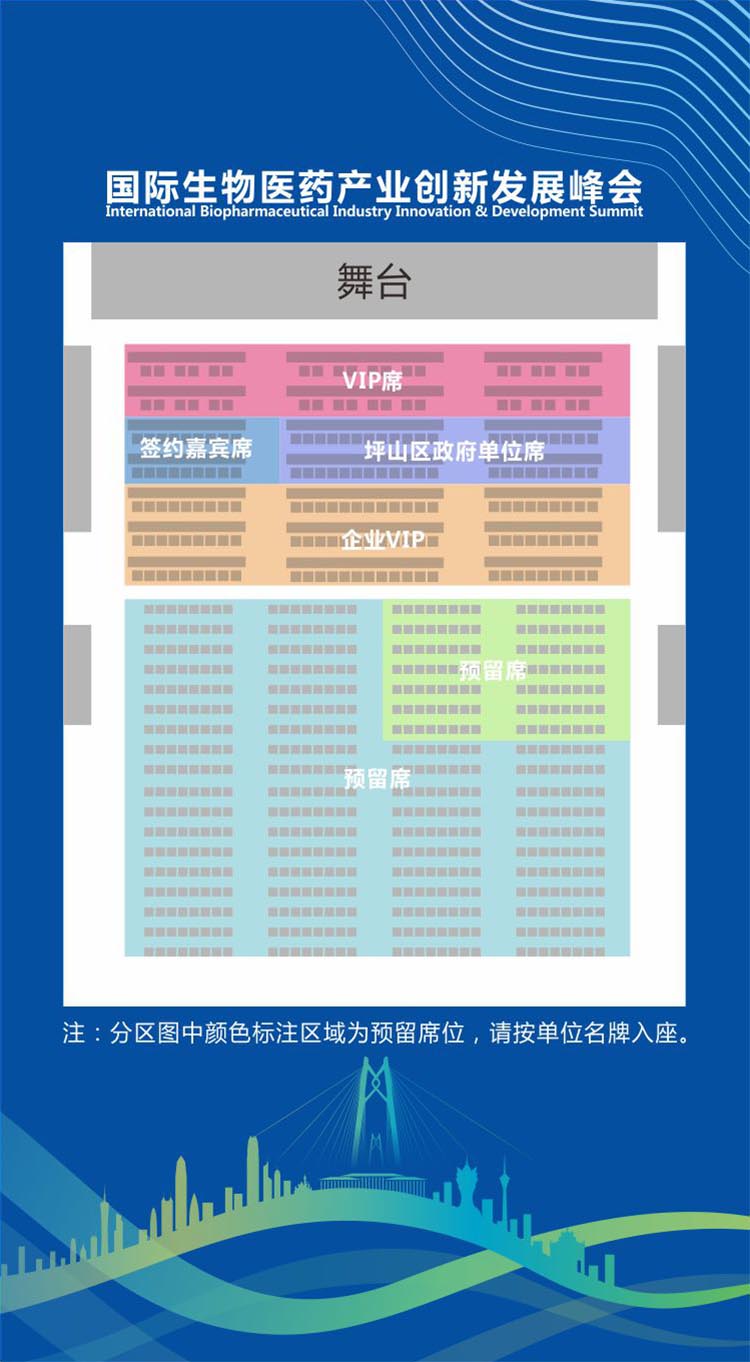 国际生物医药产业创新发展峰会
International Biopharmaceutical Industry Innovation & Development Summit
舞台
VIP席
签约嘉宾席
坪山区政府单位席
企业VIP
预留席
预留席
注：分区图中颜色标注区域为预留席位，请按单位名牌入座。